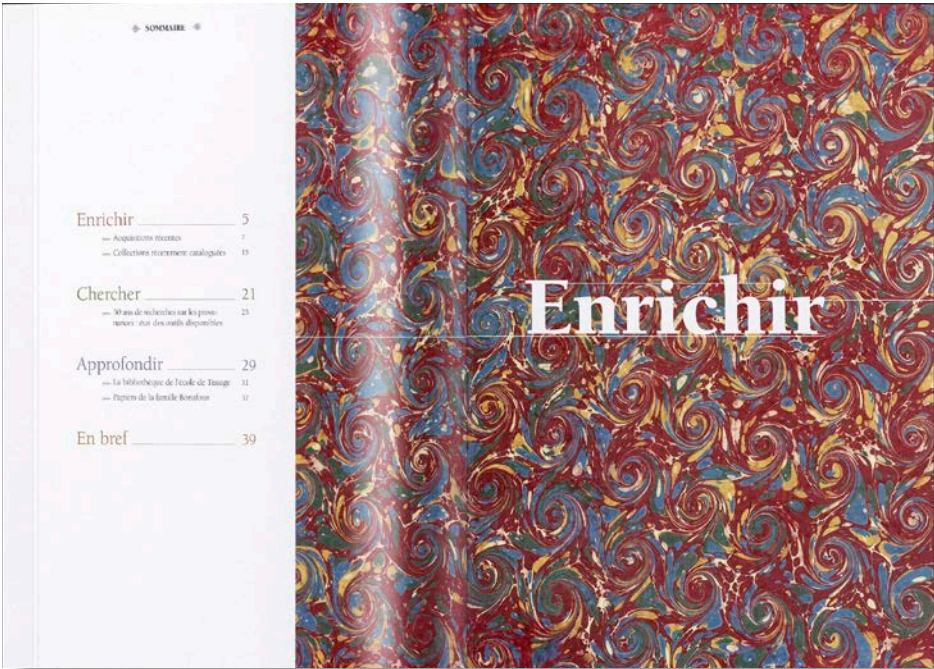 SOMMAIRE
Enrichir 5
Acquisitions récentes 7
Collections récemment cataloguées 15
Chercher 21
30 ans de recherches sur les prove-
nances : état des outils disponibles 23
Approfondir 29
La bibliothèque de l'école de Tissage 31
Papiers de la famille Bonafous 37
En bref 39
Enrichir